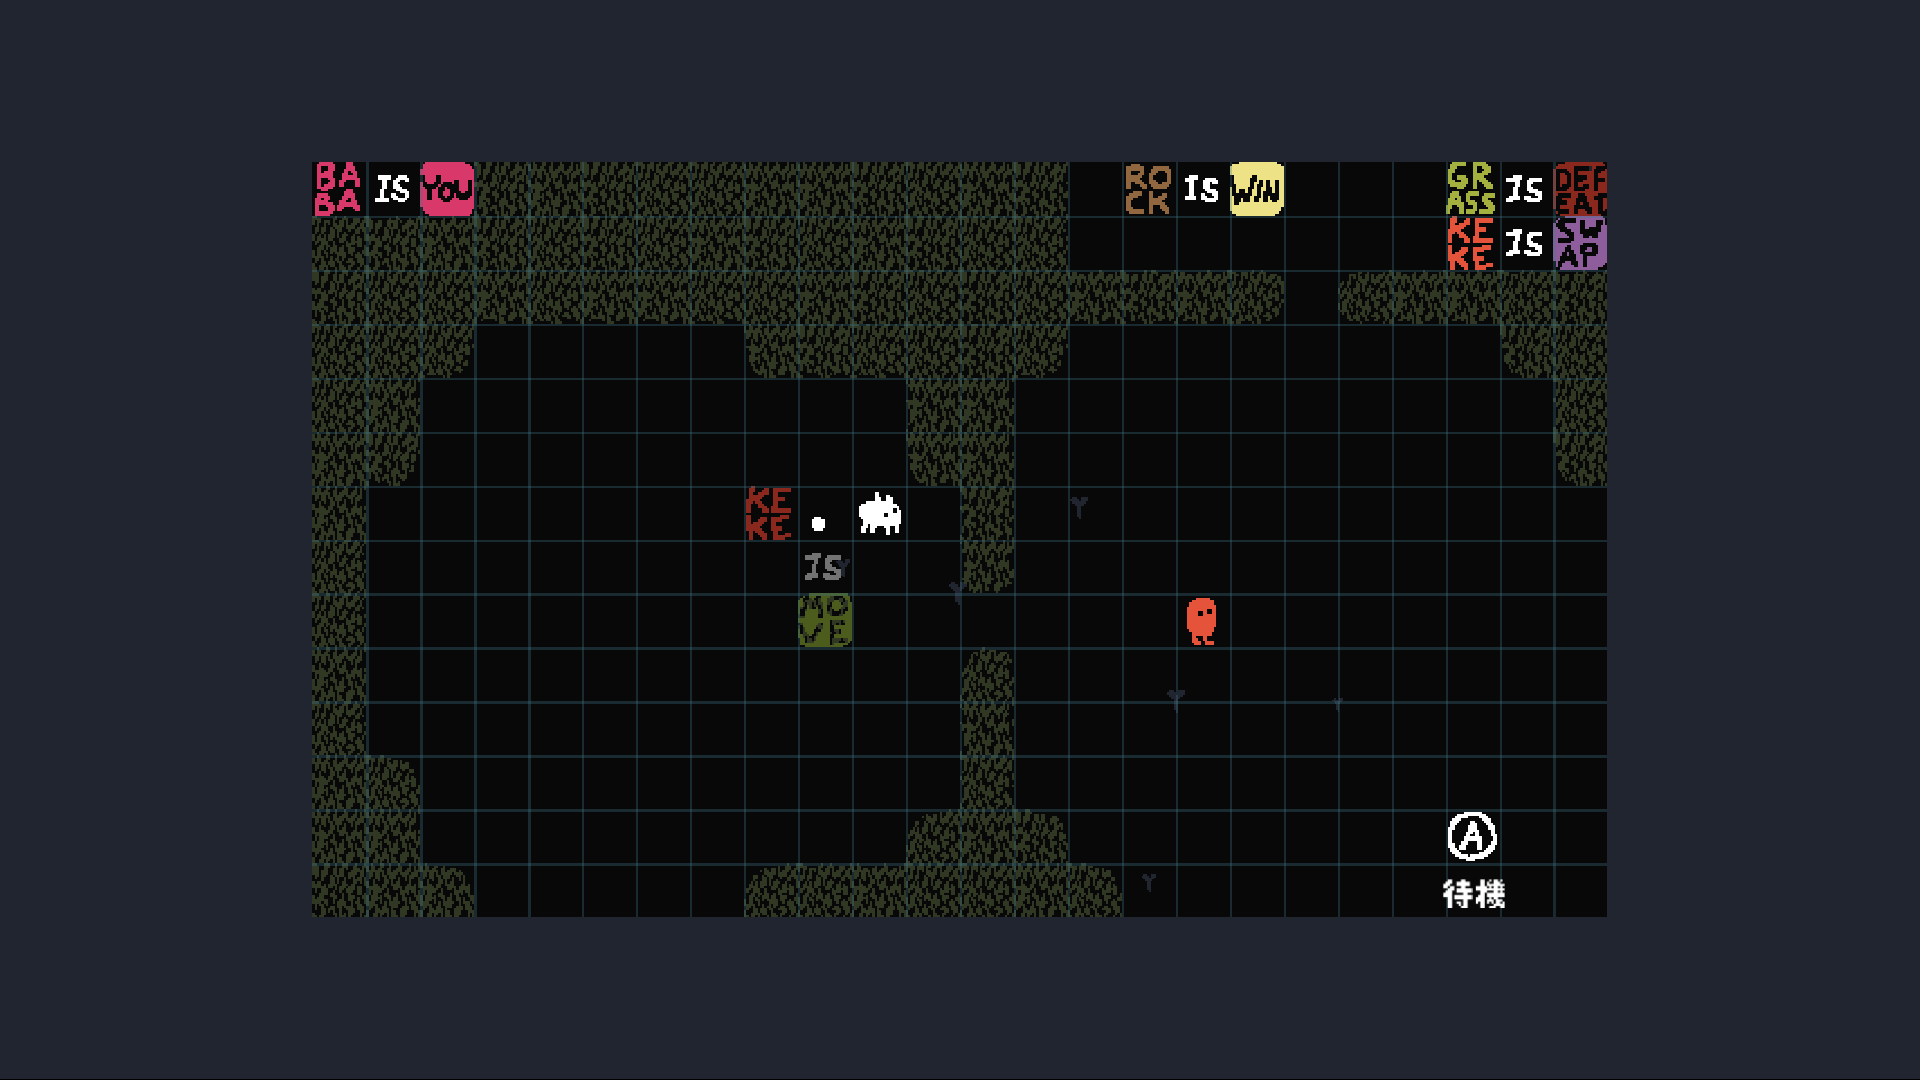 BABA IS YOU ROCK IS WIN GRASS IS DEFEAT
KEKE IS SWAP
KEKE
IS
MOVE
A
待機